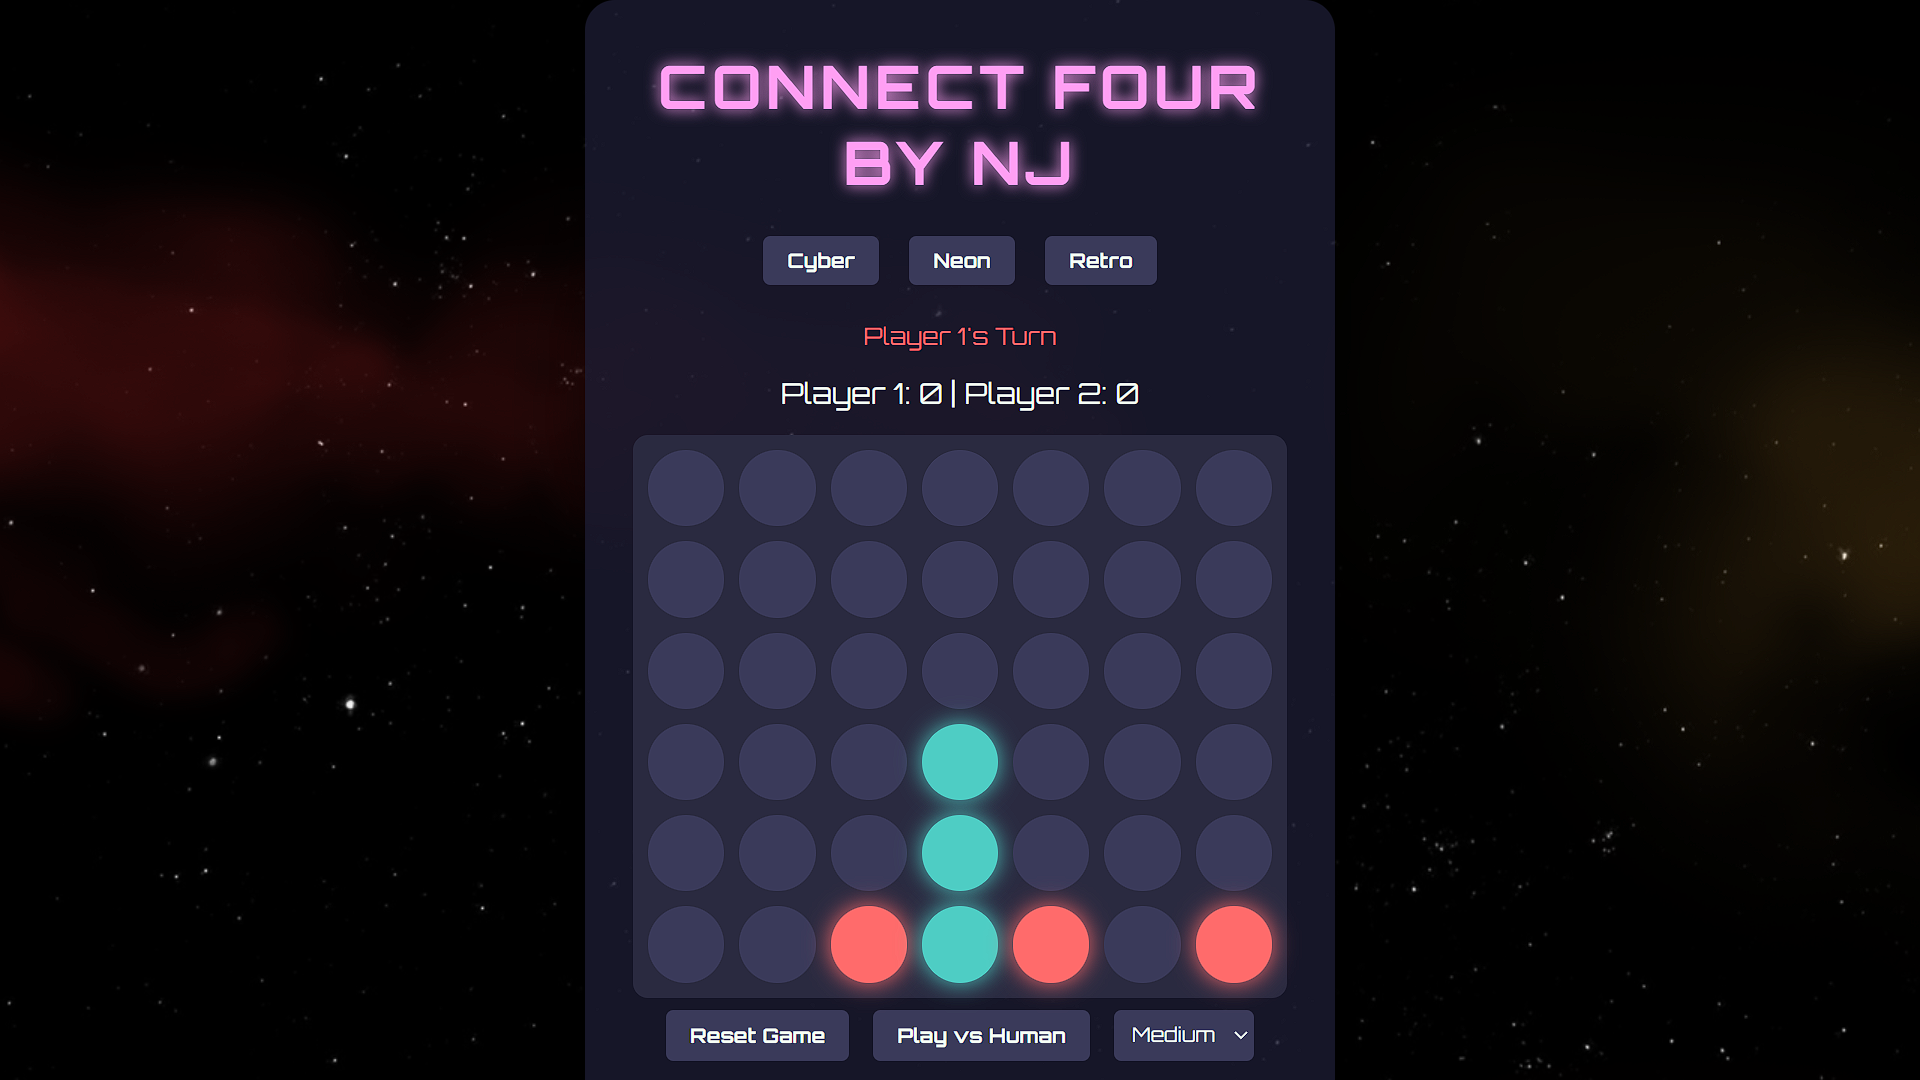 CONNECT FOUR
BY NJ
Cyber Neon Retro
Player 1's Turn
Player 1: 0 | Player 2: 0
Reset Game Play vs Human Medium